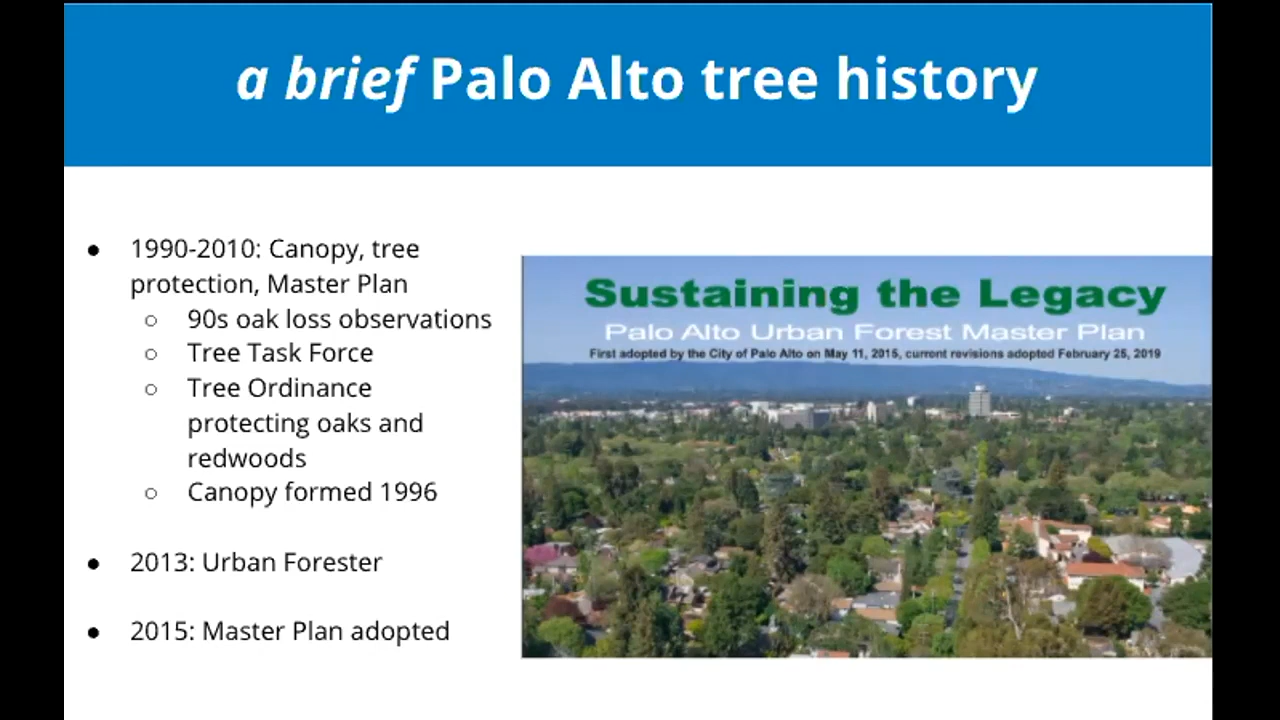 a brief Palo Alto tree history
● 1990-2010: Canopy, tree
protection, Master Plan
○ 90s oak loss observations
○ Tree Task Force
○ Tree Ordinance
protecting oaks and
redwoods
○ Canopy formed 1996
● 2013: Urban Forester
● 2015: Master Plan adopted
Sustaining the Legacy
Palo Alto Urban Forest Master Plan
First adopted by the City of Palo Alto on May 11, 2015, current revisions adopted February 25, 2019